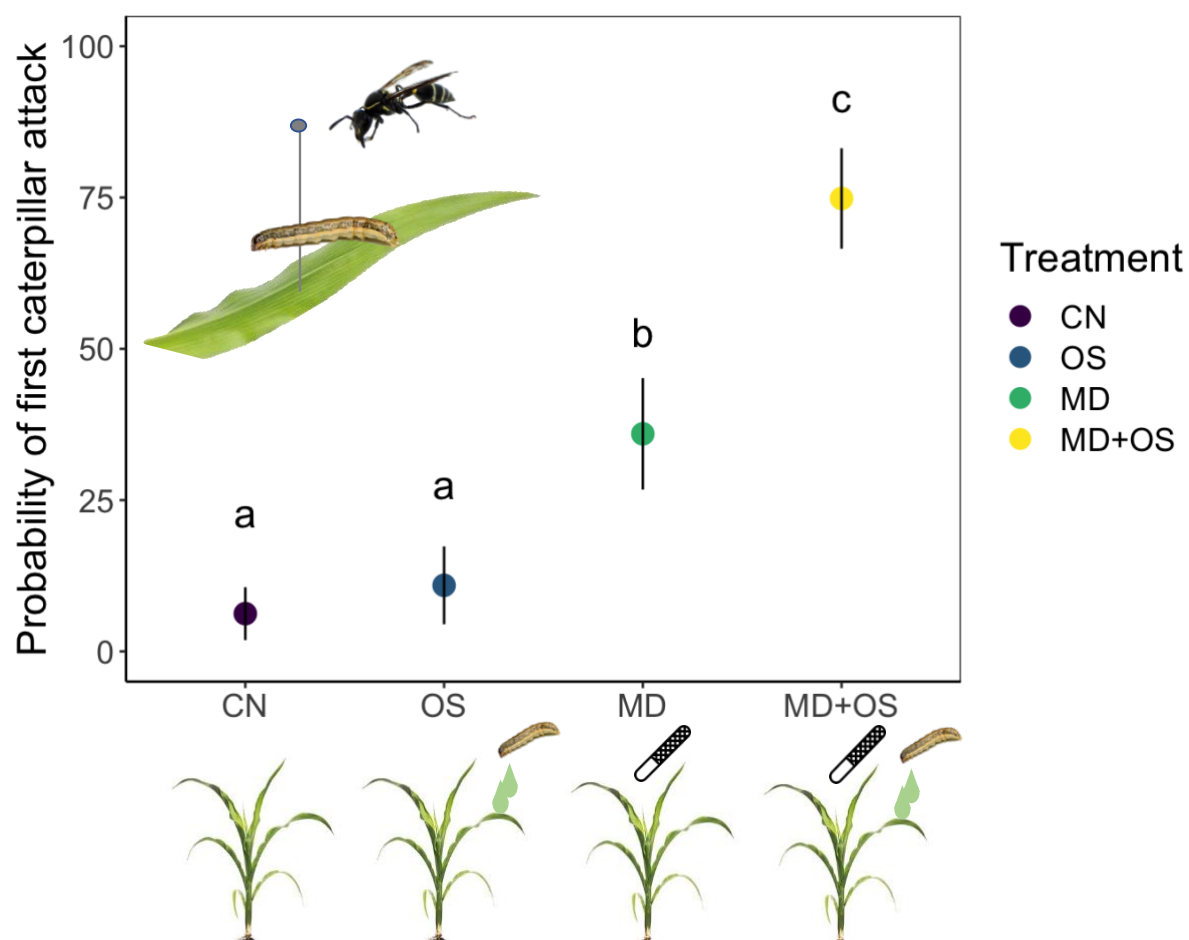 Probability of first caterpillar attack
100
75
50
25
0
a
a
b
c
CN
OS
MD
MD+OS
Treatment
CN
OS
MD
MD+OS